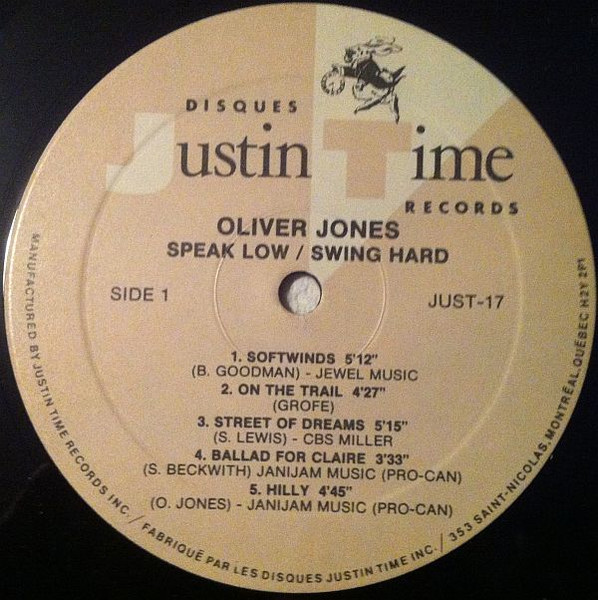 DISQUES
Justin Time
RECORDS
OLIVER JONES
SPEAK LOW / SWING HARD
SIDE 1
JUST-17
1. SOFTWINDS 5'12"
(B. GOODMAN) - JEWEL MUSIC
2. ON THE TRAIL 4'27"
(GROFE)
3. STREET OF DREAMS 5'15"
(S. LEWIS) - CBS MILLER
4. BALLAD FOR CLAIRE 3'33"
(S. BECKWITH) JANIJAM MUSIC (PRO-CAN)
5. HILLY 4'45"
(O. JONES) - JANIJAM MUSIC (PRO-CAN)
MANUFACTURED BY JUSTIN TIME RECORDS INC. / FABRIQUÉ PAR LES DISQUES JUSTIN TIME INC. / 353 SAINT-NICOLAS, MONTRÉAL, QUÉBEC H2Y 2P1